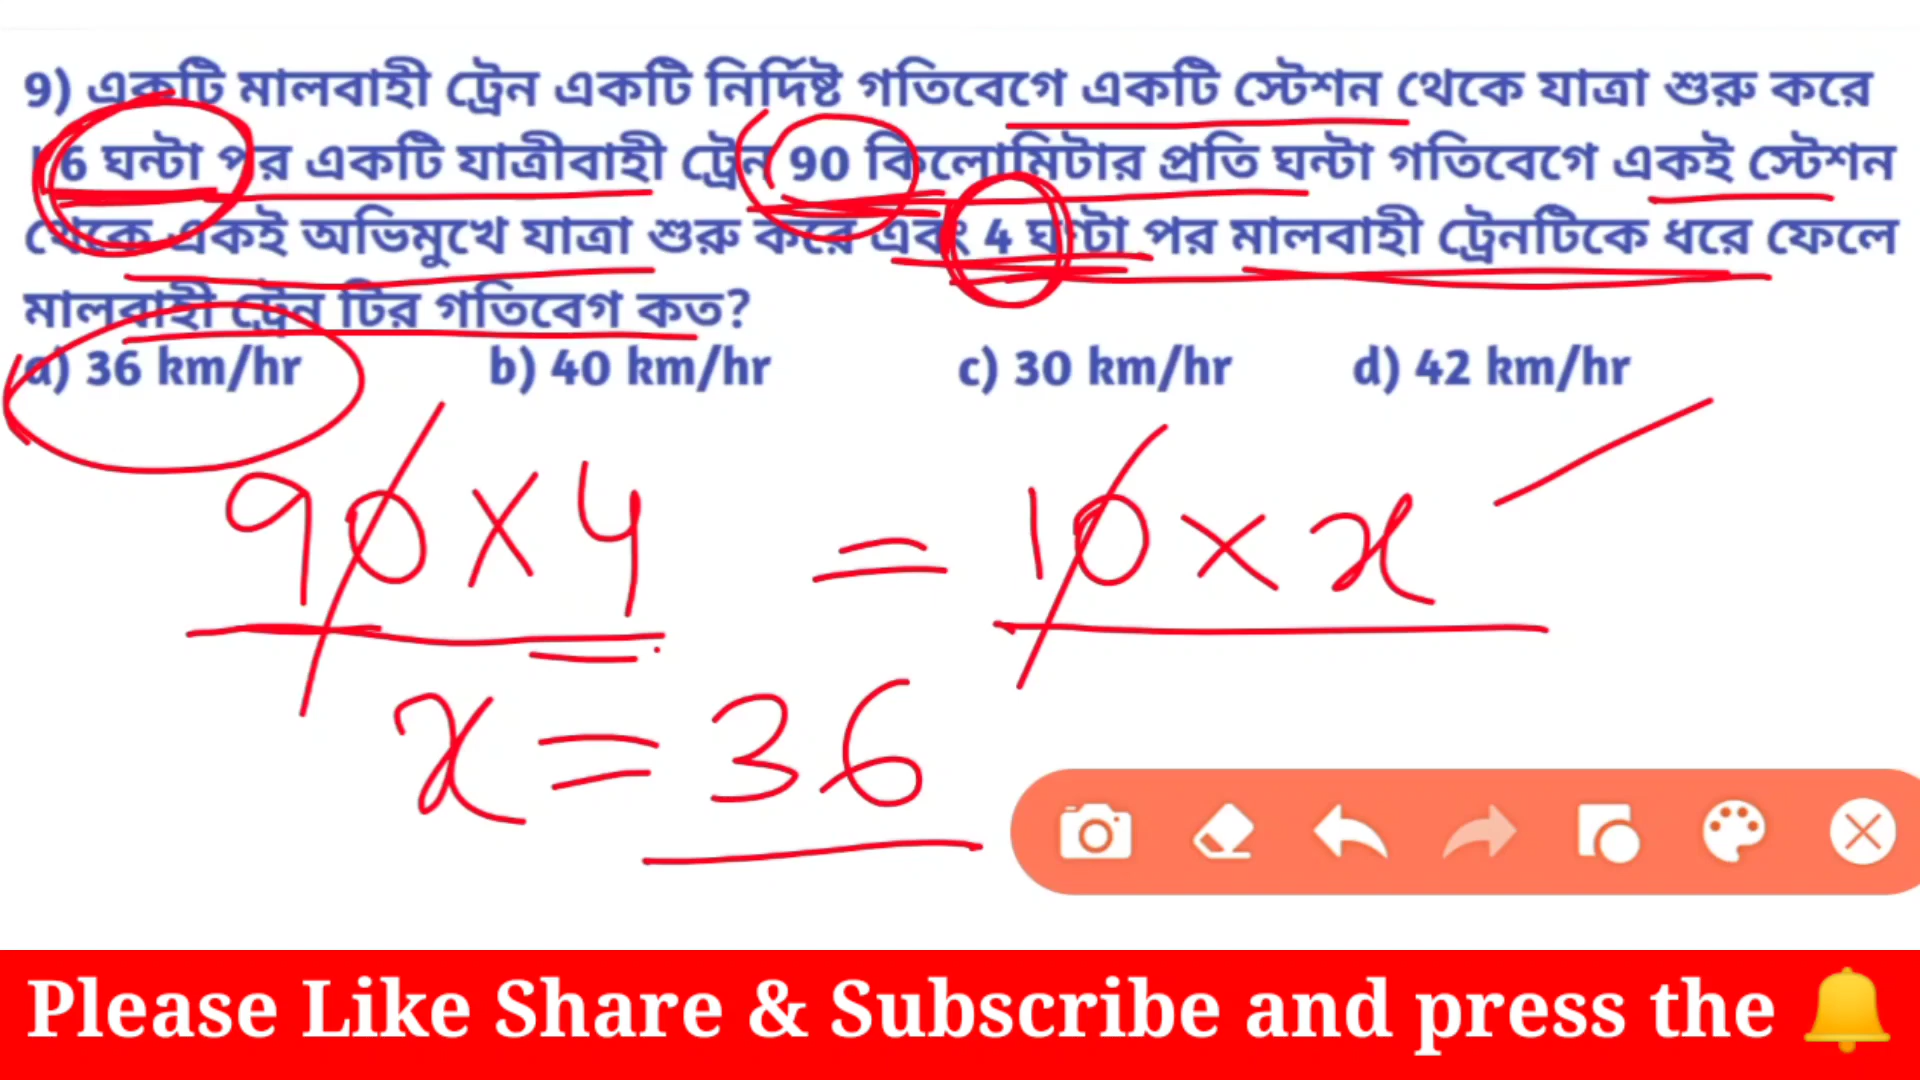 9) একটি মালবাহী ট্রেন একটি নির্দিষ্ট গতিবেগে একটি স্টেশন থেকে যাত্রা শুরু করে
। 6 ঘন্টা পর একটি যাত্রীবাহী ট্রেন 90 কিলোমিটার প্রতি ঘন্টা গতিবেগে একই স্টেশন
থেকে একই অভিমুখে যাত্রা শুরু করে এবং 4 ঘণ্টা পর মালবাহী ট্রেনটিকে ধরে ফেলে
মালবাহী ট্রেন টির গতিবেগ কত?
a) 36 km/hr b) 40 km/hr c) 30 km/hr d) 42 km/hr
90 × 4 = 10 × x
x = 36
Please Like Share & Subscribe and press the 🔔